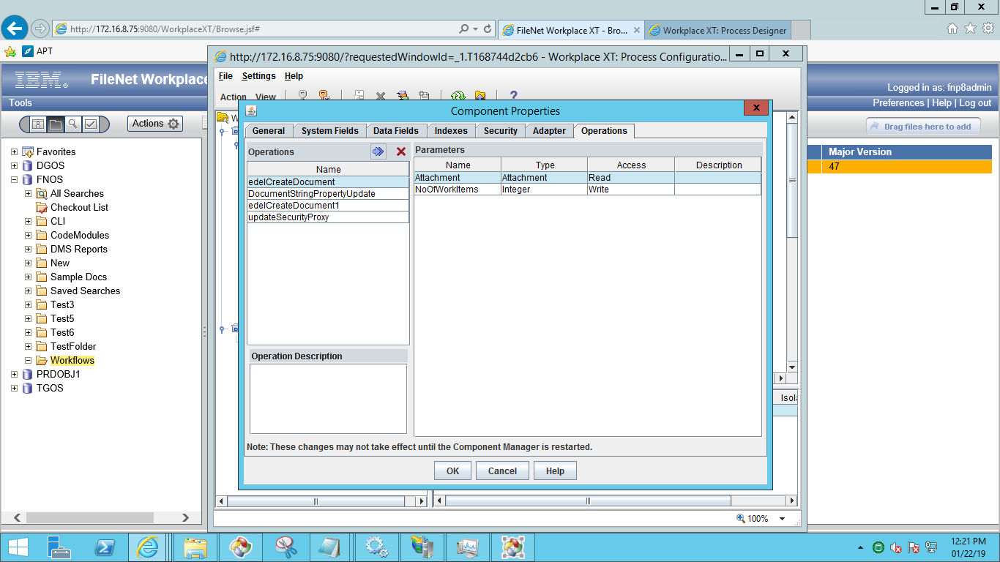 http://172.16.8.75:9080/WorkplaceXT/Browse.jsf#
FileNet Workplace XT - Bro...
Workplace XT: Process Designer
APT
http://172.16.8.75:9080/?requestedWindowId=_1.T168744d2cb6 - Workplace XT: Process Configuratio...
IBM.
FileNet Workplace
Logged in as: fnp8admin
Tools
Preferences | Help | Log out
File Settings Help
Action View
Actions
Drag files here to add
Component Properties
General
System Fields
Data Fields
Indexes
Security
Adapter
Operations
Favorites
DGOS
FNOS
All Searches
Checkout List
CLI
CodeModules
DMS Reports
New
Sample Docs
Saved Searches
Test3
Test5
Test6
TestFolder
Workflows
PRDOBJ1
TGOS
Operations
Name
edelCreateDocument
DocumentStringPropertyUpdate
edelCreateDocument1
updateSecurityProxy
Operation Description
Parameters
Name Type Access Description
Attachment Attachment Read
NoOfWorkItems Integer Write
Major Version
47
Isola
Note: These changes may not take effect until the Component Manager is restarted.
OK
Cancel
Help
100%
12:21 PM
01/22/19